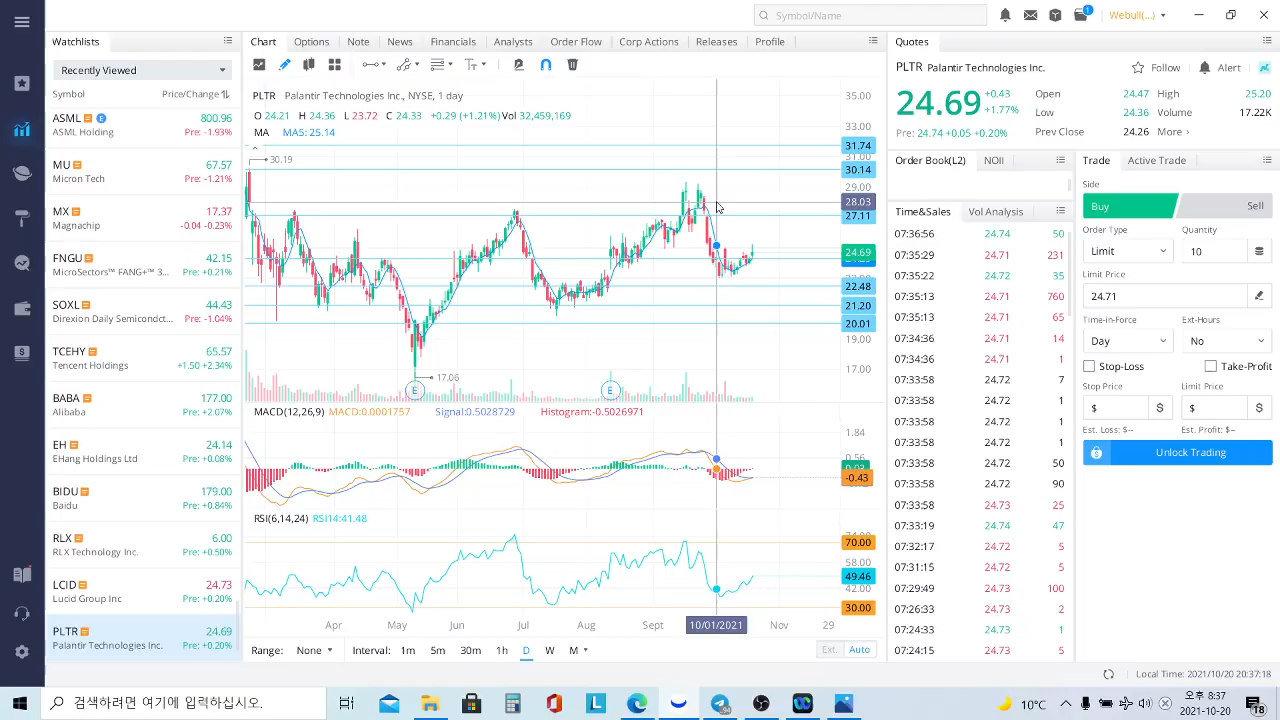 Symbol/Name
Webull(...)
Watchlists
Recently Viewed
Symbol Price/Change
ASML E 800.96
ASML Holding Pre: -1.93%
MU 67.57
Micron Tech Pre: -1.21%
MX 17.37
Magnachip -0.04 -0.23%
FNGU 42.15
MicroSectors™ FANG+™ 3... Pre: +0.21%
SOXL 44.43
Direxion Daily Semicond... Pre: -1.04%
TCEHY 65.57
Tencent Holdings +1.50 +2.34%
BABA 177.00
Alibaba Pre: +2.07%
EH 24.14
EHang Holdings Ltd Pre: +0.08%
BIDU 179.00
Baidu Pre: +0.84%
RLX 6.00
RLX Technology Inc. Pre: +0.50%
LCID 24.73
Lucid Group Inc Pre: +0.20%
PLTR 24.69
Palantir Technologies Inc. Pre: +0.20%
Chart Options Note News Financials Analysts Order Flow Corp Actions Releases Profile
PLTR Palantir Technologies Inc., NYSE, 1 day
O 24.21 H 24.36 L 23.72 C 24.33 +0.29 (+1.21%) Vol 32,459,169
MA MA5: 25.14
30.19
17.06
E E
35.00
33.00
31.74
31.00
30.14
29.00
28.03
27.11
24.69
22.48
21.20
20.01
19.00
17.00
MACD(12,26,9) MACD:0.0001757 Signal:0.5028729 Histogram:-0.5026971
1.84
0.56
0.03
-0.43
RSI(6,14,24) RSI14:41.48
70.00
58.00
49.46
42.00
30.00
Apr May Jun Jul Aug Sept 10/01/2021 Nov 29
Range: None Interval: 1m 5m 30m 1h D W M Ext. Auto
Quotes
PLTR Palantir Technologies Inc. Follow Alert
24.69 +0.43
+1.77%
Pre: 24.74 +0.05 +0.20%
Open 24.47 High 25.20
Low 24.36 Volume 17.22K
Prev Close 24.26 More ›
Order Book(L2) NOII
Time&Sales Vol Analysis
07:36:56 24.74 50
07:35:29 24.71 231
07:35:22 24.72 35
07:35:13 24.71 760
07:35:13 24.71 65
07:34:36 24.71 14
07:34:36 24.71 1
07:33:58 24.72 7
07:33:58 24.72 1
07:33:58 24.72 1
07:33:58 24.72 1
07:33:58 24.72 50
07:33:58 24.72 90
07:33:58 24.73 25
07:33:19 24.74 47
07:32:17 24.72 5
07:31:15 24.72 5
07:29:49 24.73 100
07:26:33 24.73 2
07:24:33 24.73 1
07:24:15 24.73 5
Trade Active Trade
Side
Buy Sell
Order Type Quantity
Limit 10
Limit Price
24.71
Time-in-Force Ext-Hours
Day No
Stop-Loss Take-Profit
Stop Price Limit Price
$ $ $ $
Est. Loss: $-- Est. Profit: $--
Unlock Trading
Local Time: 2021/10/20 20:37:18
검색하려면 여기에 입력하십시오.
10°C
오후 8:37
2021-10-20